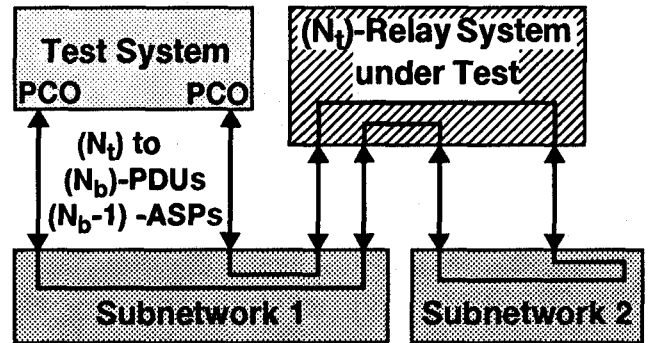 Test System
PCO PCO
(Nt) to
(Nb)-PDUs
(Nb-1) -ASPs
(Nt)-Relay System
under Test
Subnetwork 1
Subnetwork 2